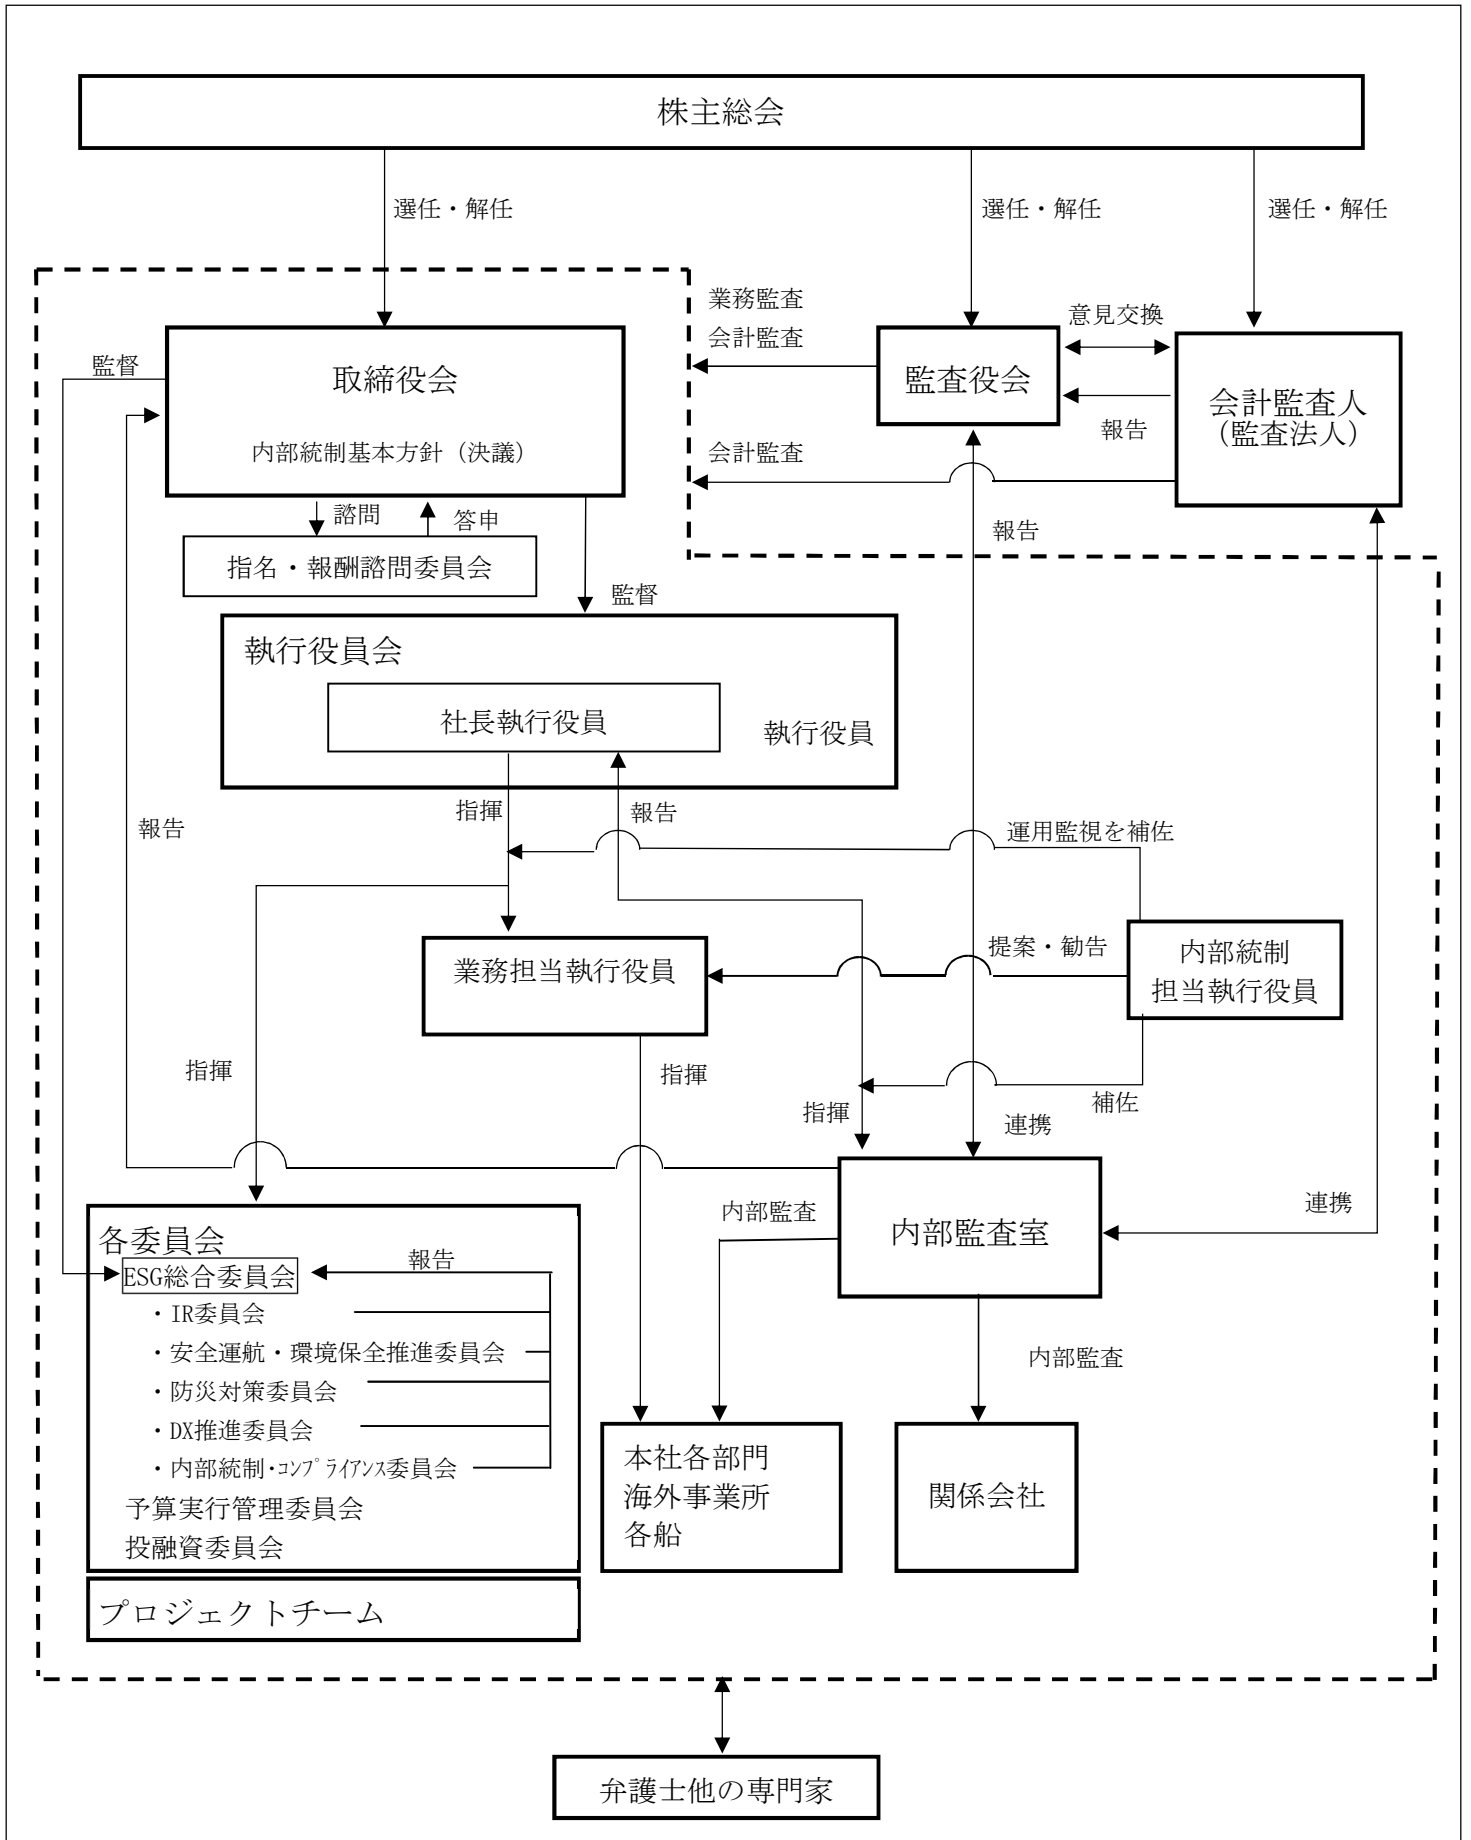 株主総会
選任・解任
選任・解任
選任・解任
業務監査
会計監査
意見交換
監督
取締役会
監査役会
会計監査人
（監査法人）
報告
内部統制基本方針（決議）
会計監査
諮問
答申
報告
指名・報酬諮問委員会
監督
執行役員会
社長執行役員
執行役員
指揮
報告
報告
運用監視を補佐
提案・勧告
内部統制
担当執行役員
業務担当執行役員
指揮
指揮
指揮
補佐
連携
連携
内部監査
内部監査室
各委員会
報告
ESG総合委員会
・IR委員会
・安全運航・環境保全推進委員会
・防災対策委員会
・DX推進委員会
・内部統制・ｺﾝﾌﾟﾗｲｱﾝｽ委員会
予算実行管理委員会
投融資委員会
内部監査
本社各部門
海外事業所
各船
関係会社
プロジェクトチーム
弁護士他の専門家